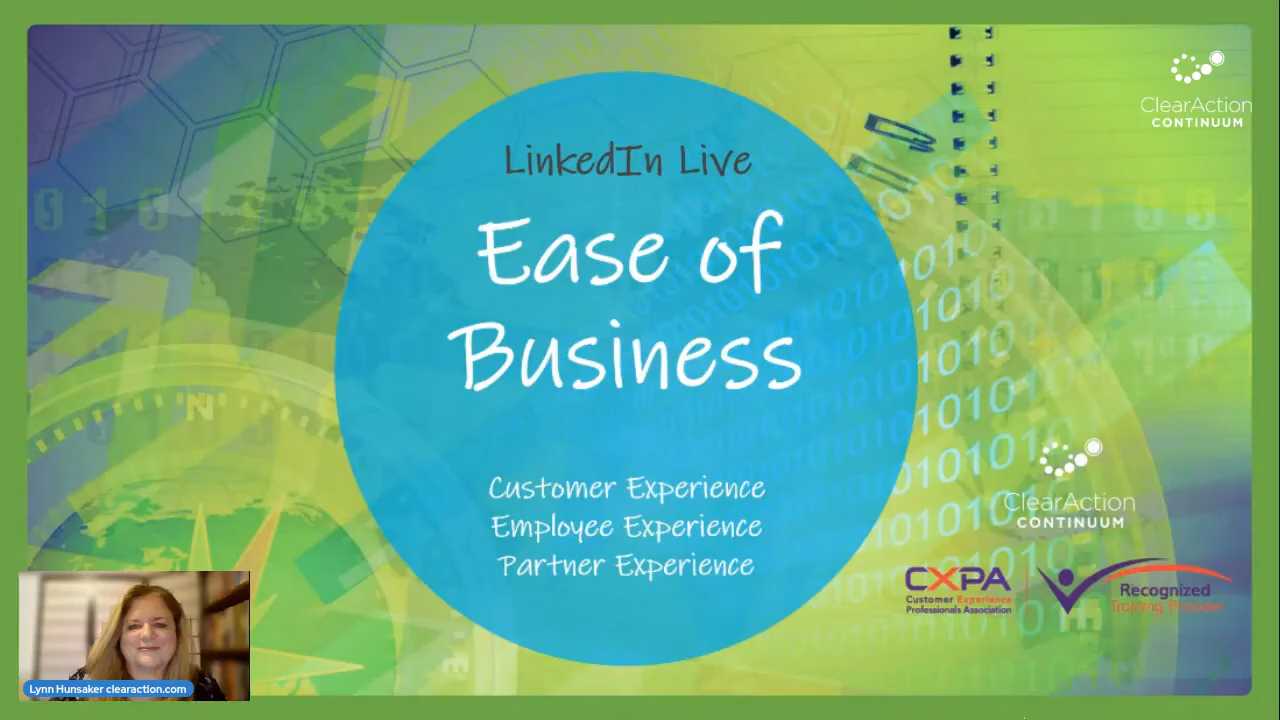 ClearAction
CONTINUUM
LinkedIn Live
Ease of
Business
Customer Experience
Employee Experience
Partner Experience
ClearAction
CONTINUUM
CXPA
Customer Experience
Professionals Association
Recognized
Training Provider
N
E
Lynn Hunsaker clearaction.com